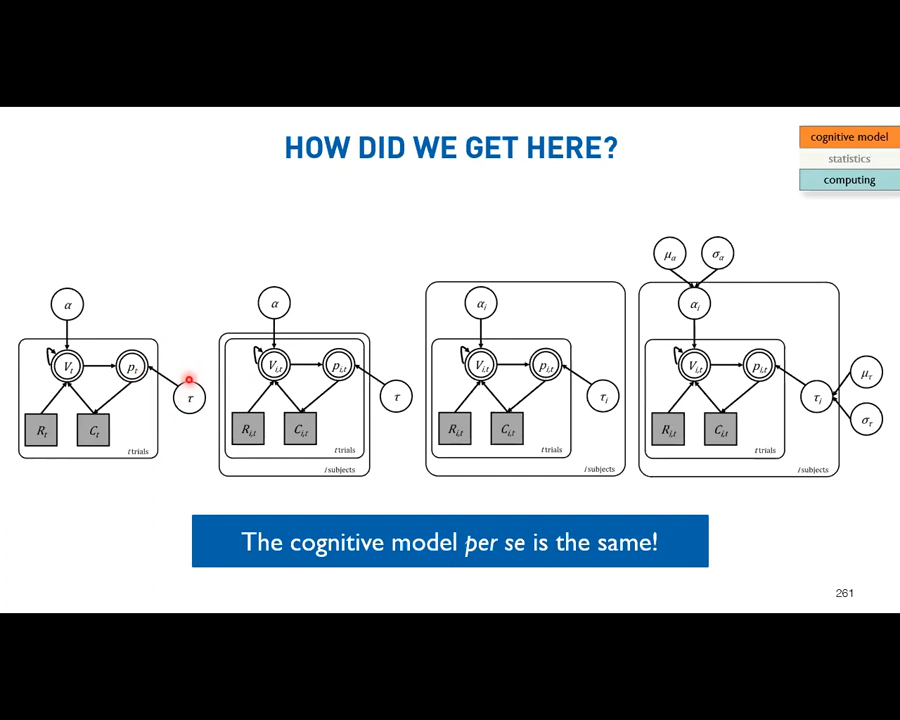 HOW DID WE GET HERE?
cognitive model
statistics
computing
α
V_t
p_t
τ
R_t
C_t
t trials
α
V_{i,t}
p_{i,t}
τ
R_{i,t}
C_{i,t}
t trials
i subjects
α_i
V_{i,t}
p_{i,t}
τ_i
R_{i,t}
C_{i,t}
t trials
i subjects
μ_α
σ_α
α_i
V_{i,t}
p_{i,t}
τ_i
μ_τ
σ_τ
R_{i,t}
C_{i,t}
t trials
i subjects
The cognitive model per se is the same!
261